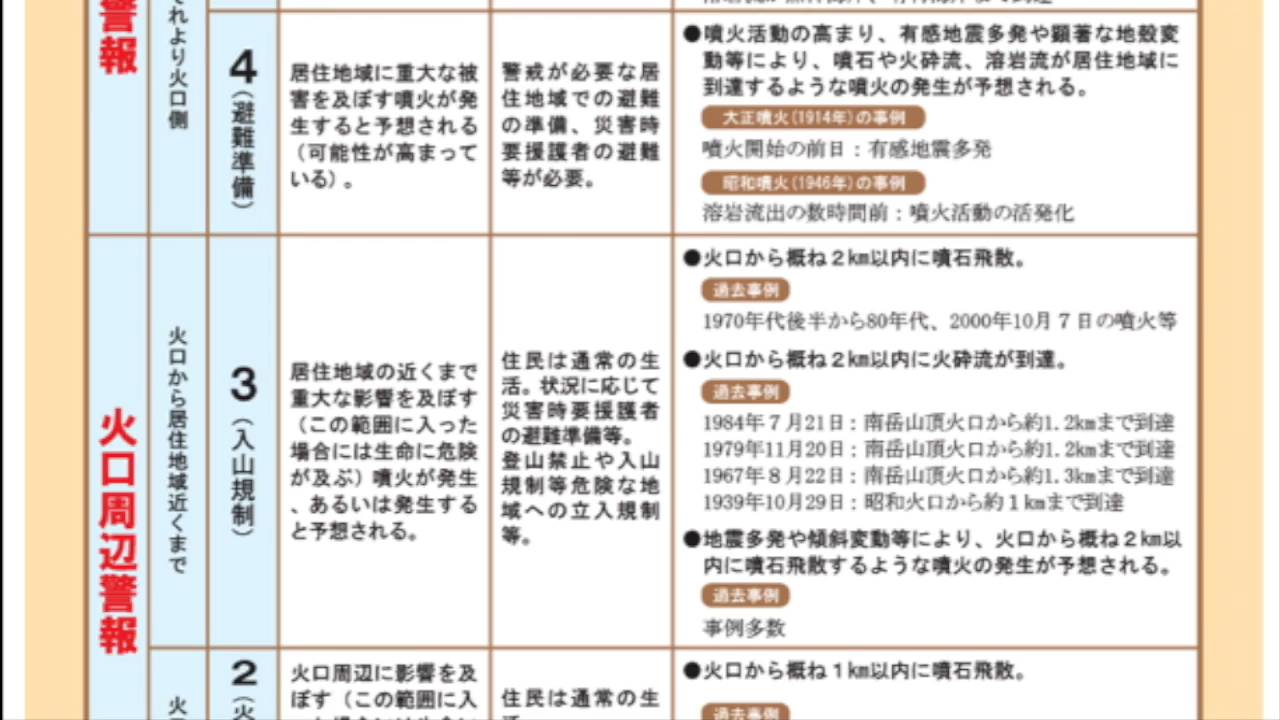 警報
それより火口側
4(避難準備)
居住地域に重大な被
害を及ぼす噴火が発
生すると予想される
(可能性が高まって
いる)。
警戒が必要な居
住地域での避難
の準備、災害時
要援護者の避難
等が必要。
●噴火活動の高まり、有感地震多発や顕著な地殻変
動等により、噴石や火砕流、溶岩流が居住地域に
到達するような噴火の発生が予想される。
大正噴火(1914年)の事例
噴火開始の前日:有感地震多発
昭和噴火(1946年)の事例
溶岩流出の数時間前:噴火活動の活発化
火口周辺警報
火口から居住地域近くまで
3(入山規制)
居住地域の近くまで
重大な影響を及ぼす
(この範囲に入った
場合には生命に危険
が及ぶ)噴火が発生
、あるいは発生する
と予想される。
住民は通常の生
活。状況に応じて
災害時要援護者
の避難準備等。
登山禁止や入山
規制等危険な地
域への立入規制
等。
●火口から概ね2km以内に噴石飛散。
過去事例
1970年代後半から80年代、2000年10月7日の噴火等
●火口から概ね2km以内に火砕流が到達。
過去事例
1984年7月21日:南岳山頂火口から約1.2kmまで到達
1979年11月20日:南岳山頂火口から約1.2kmまで到達
1967年8月22日:南岳山頂火口から約1.3kmまで到達
1939年10月29日:昭和火口から約1kmまで到達
●地震多発や傾斜変動等により、火口から概ね2km以
内に噴石飛散するような噴火の発生が予想される。
過去事例
事例多数
火
2(火
火口周辺に影響を及
ぼす(この範囲に入
住民は通常の生
●火口から概ね1km以内に噴石飛散。
過去事例